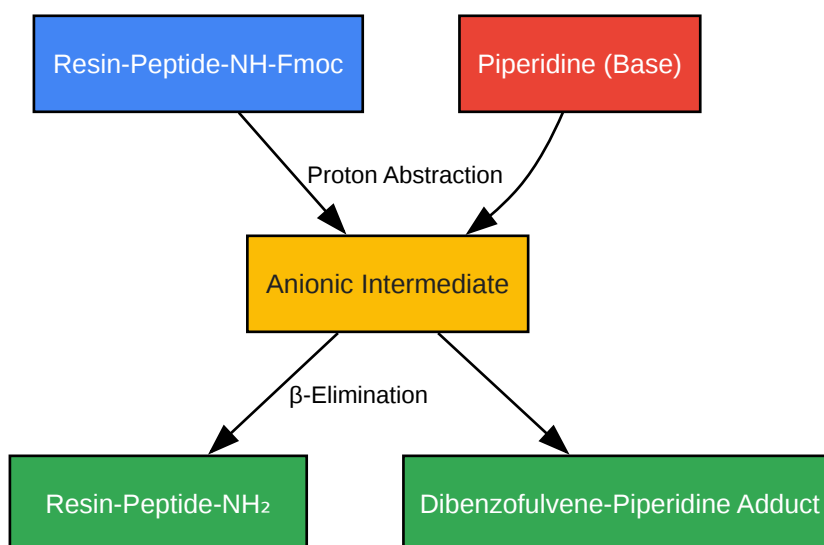 Resin-Peptide-NH-Fmoc
Piperidine (Base)
Proton Abstraction
Anionic Intermediate
β-Elimination
Resin-Peptide-NH₂
Dibenzofulvene-Piperidine Adduct